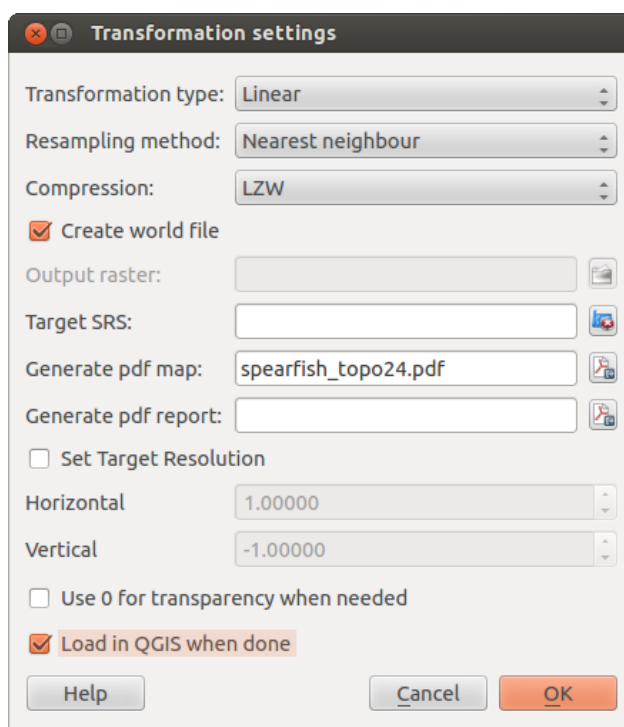 Transformation settings
Transformation type: Linear
Resampling method: Nearest neighbour
Compression: LZW
Create world file
Output raster:
Target SRS:
Generate pdf map: spearfish_topo24.pdf
Generate pdf report:
Set Target Resolution
Horizontal 1.00000
Vertical -1.00000
Use 0 for transparency when needed
Load in QGIS when done
Help Cancel OK